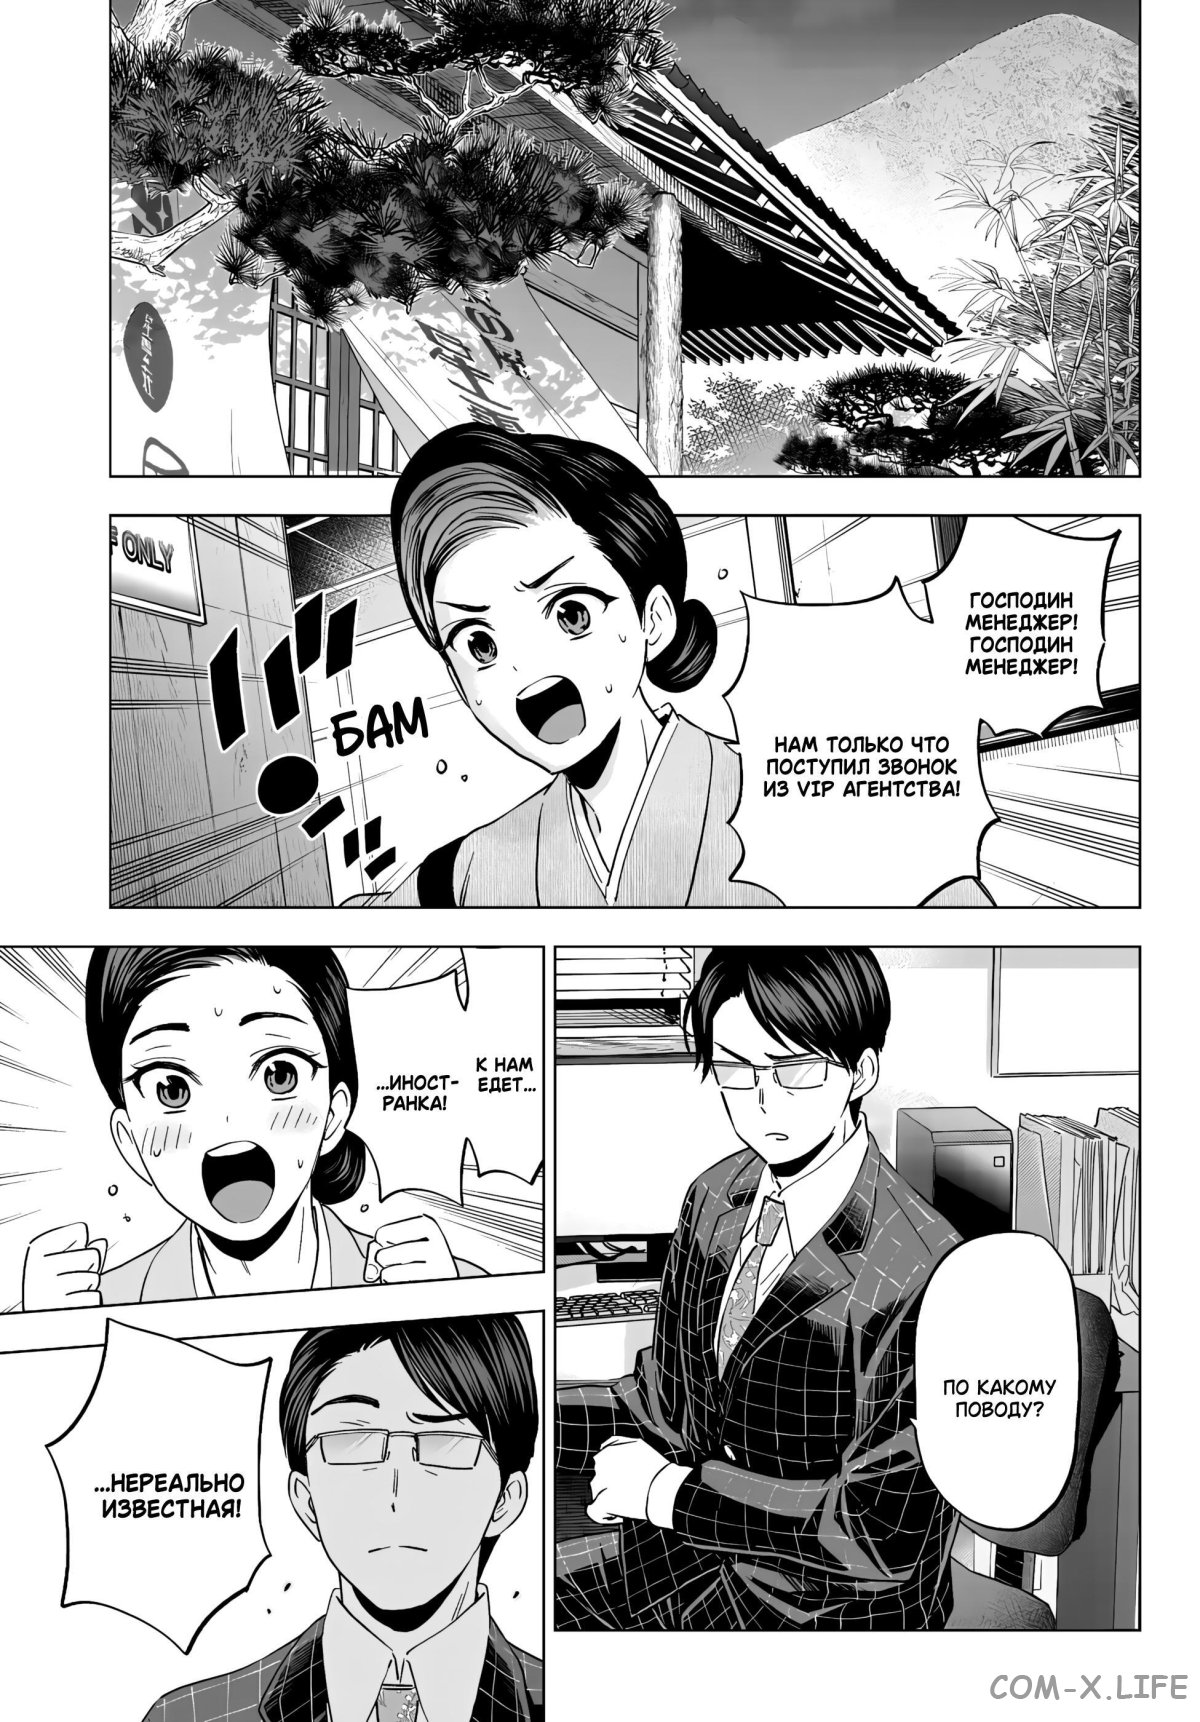 ONLY
ГОСПОДИН
МЕНЕДЖЕР!
ГОСПОДИН
МЕНЕДЖЕР!
НАМ ТОЛЬКО ЧТО
ПОСТУПИЛ ЗВОНОК
ИЗ VIP АГЕНТСТВА!
БАМ
ПО КАКОМУ
ПОВОДУ?
К НАМ
ЕДЕТ...
...ИНОСТ-
РАНКА!
...НЕРЕАЛЬНО
ИЗВЕСТНАЯ!
COM-X.LIFE